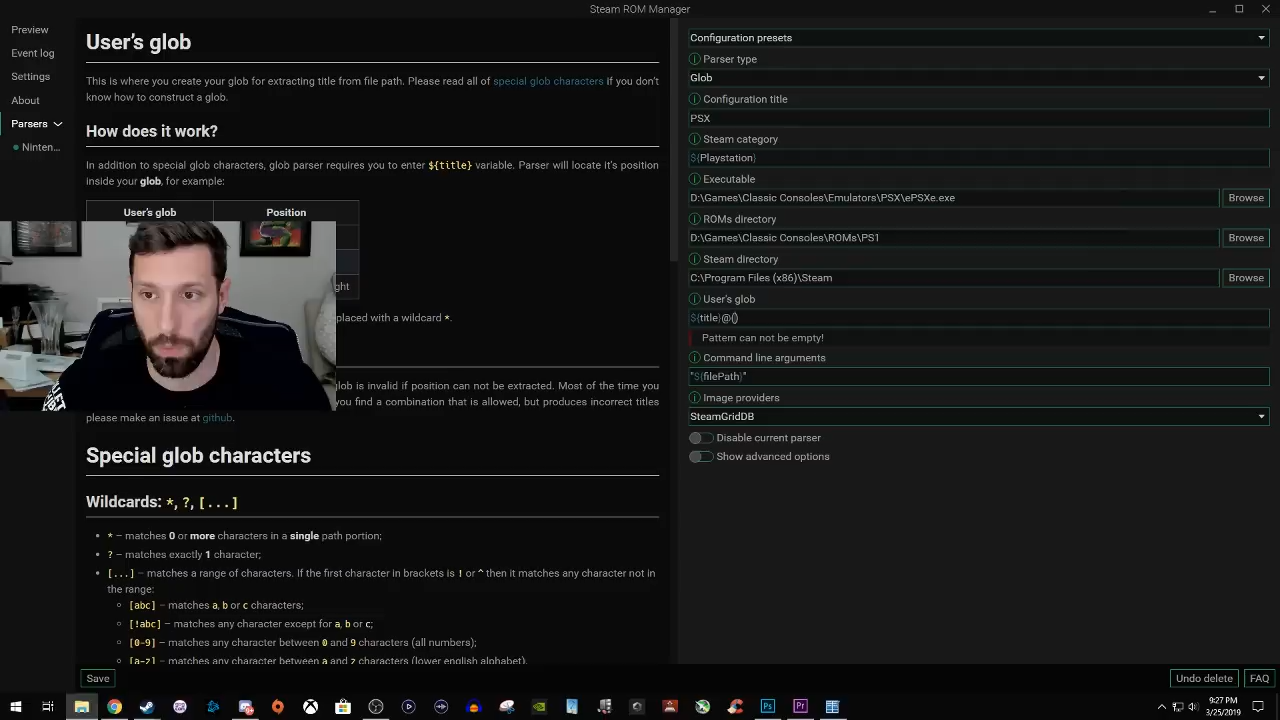 Steam ROM Manager
Preview
Event log
Settings
About
Parsers
Ninten...
User's glob
This is where you create your glob for extracting title from file path. Please read all of special glob characters if you don't
know how to construct a glob.
How does it work?
In addition to special glob characters, glob parser requires you to enter ${title} variable. Parser will locate it's position
inside your glob, for example:
User's glob Position
ght
placed with a wildcard *.
glob is invalid if position can not be extracted. Most of the time you
you find a combination that is allowed, but produces incorrect titles
please make an issue at github.
Special glob characters
Wildcards: *, ?, [...]
* – matches 0 or more characters in a single path portion;
? – matches exactly 1 character;
[...] – matches a range of characters. If the first character in brackets is ! or ^ then it matches any character not in
the range:
[abc] – matches a, b or c characters;
[!abc] – matches any character except for a, b or c;
[0-9] – matches any character between 0 and 9 characters (all numbers);
[a-z] – matches any character between a and z characters (lower english alphabet).
Configuration presets
Parser type
Glob
Configuration title
PSX
Steam category
${Playstation}
Executable
D:\Games\Classic Consoles\Emulators\PSX\ePSXe.exe Browse
ROMs directory
D:\Games\Classic Consoles\ROMs\PS1 Browse
Steam directory
C:\Program Files (x86)\Steam Browse
User's glob
${title}@()
Pattern can not be empty!
Command line arguments
"${filePath}"
Image providers
SteamGridDB
Disable current parser
Show advanced options
Save Undo delete FAQ
9:27 PM
3/25/2019